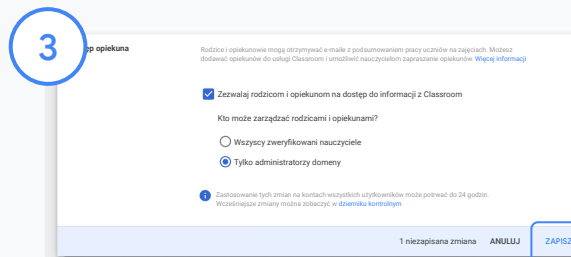 3
ęp opiekuna
Rodzice i opiekunowie mogą otrzymywać e-maile z podsumowaniem pracy uczniów na zajęciach. Możesz
dodawać opiekunów do usługi Classroom i umożliwić nauczycielom zapraszanie opiekunów. Więcej informacji
Zezwalaj rodzicom i opiekunom na dostęp do informacji z Classroom
Kto może zarządzać rodzicami i opiekunami?
Wszyscy zweryfikowani nauczyciele
Tylko administratorzy domeny
Zastosowanie tych zmian na kontach wszystkich użytkowników może potrwać do 24 godzin.
Wcześniejsze zmiany można zobaczyć w dzienniku kontrolnym
1 niezapisana zmiana ANULUJ ZAPISZ